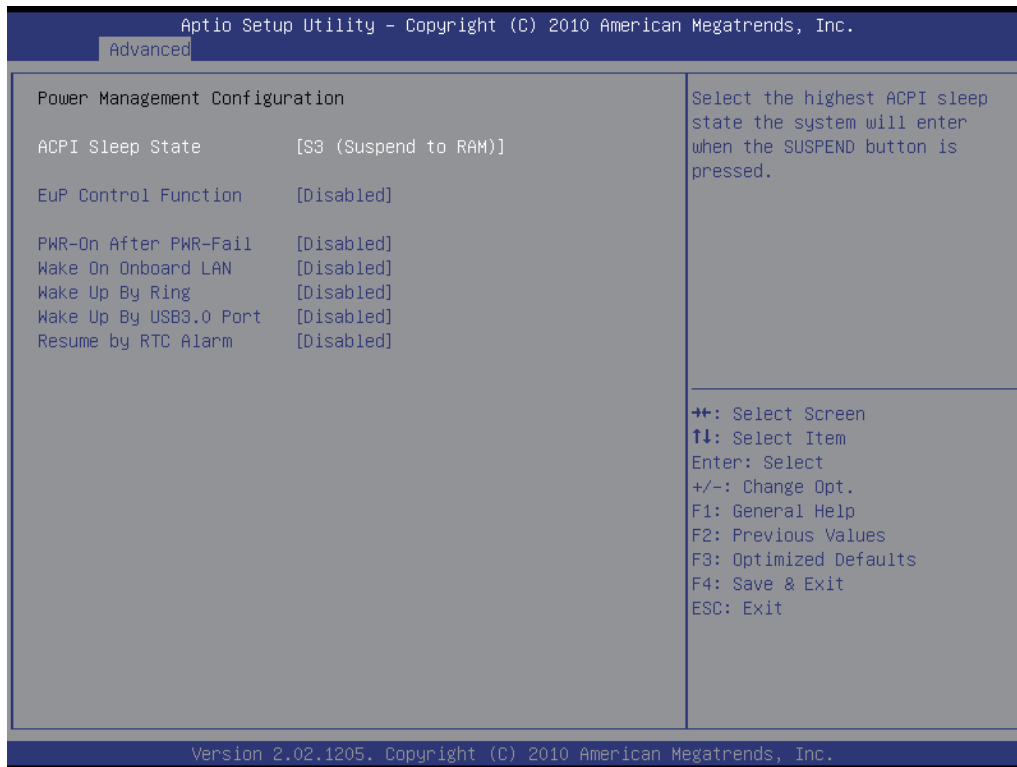 Aptio Setup Utility – Copyright (C) 2010 American Megatrends, Inc.
Advanced
Power Management Configuration
ACPI Sleep State [S3 (Suspend to RAM)]
EuP Control Function [Disabled]
PWR-On After PWR-Fail [Disabled]
Wake On Onboard LAN [Disabled]
Wake Up By Ring [Disabled]
Wake Up By USB3.0 Port [Disabled]
Resume by RTC Alarm [Disabled]
Select the highest ACPI sleep
state the system will enter
when the SUSPEND button is
pressed.
→←: Select Screen
↑↓: Select Item
Enter: Select
+/-: Change Opt.
F1: General Help
F2: Previous Values
F3: Optimized Defaults
F4: Save & Exit
ESC: Exit
Version 2.02.1205. Copyright (C) 2010 American Megatrends, Inc.